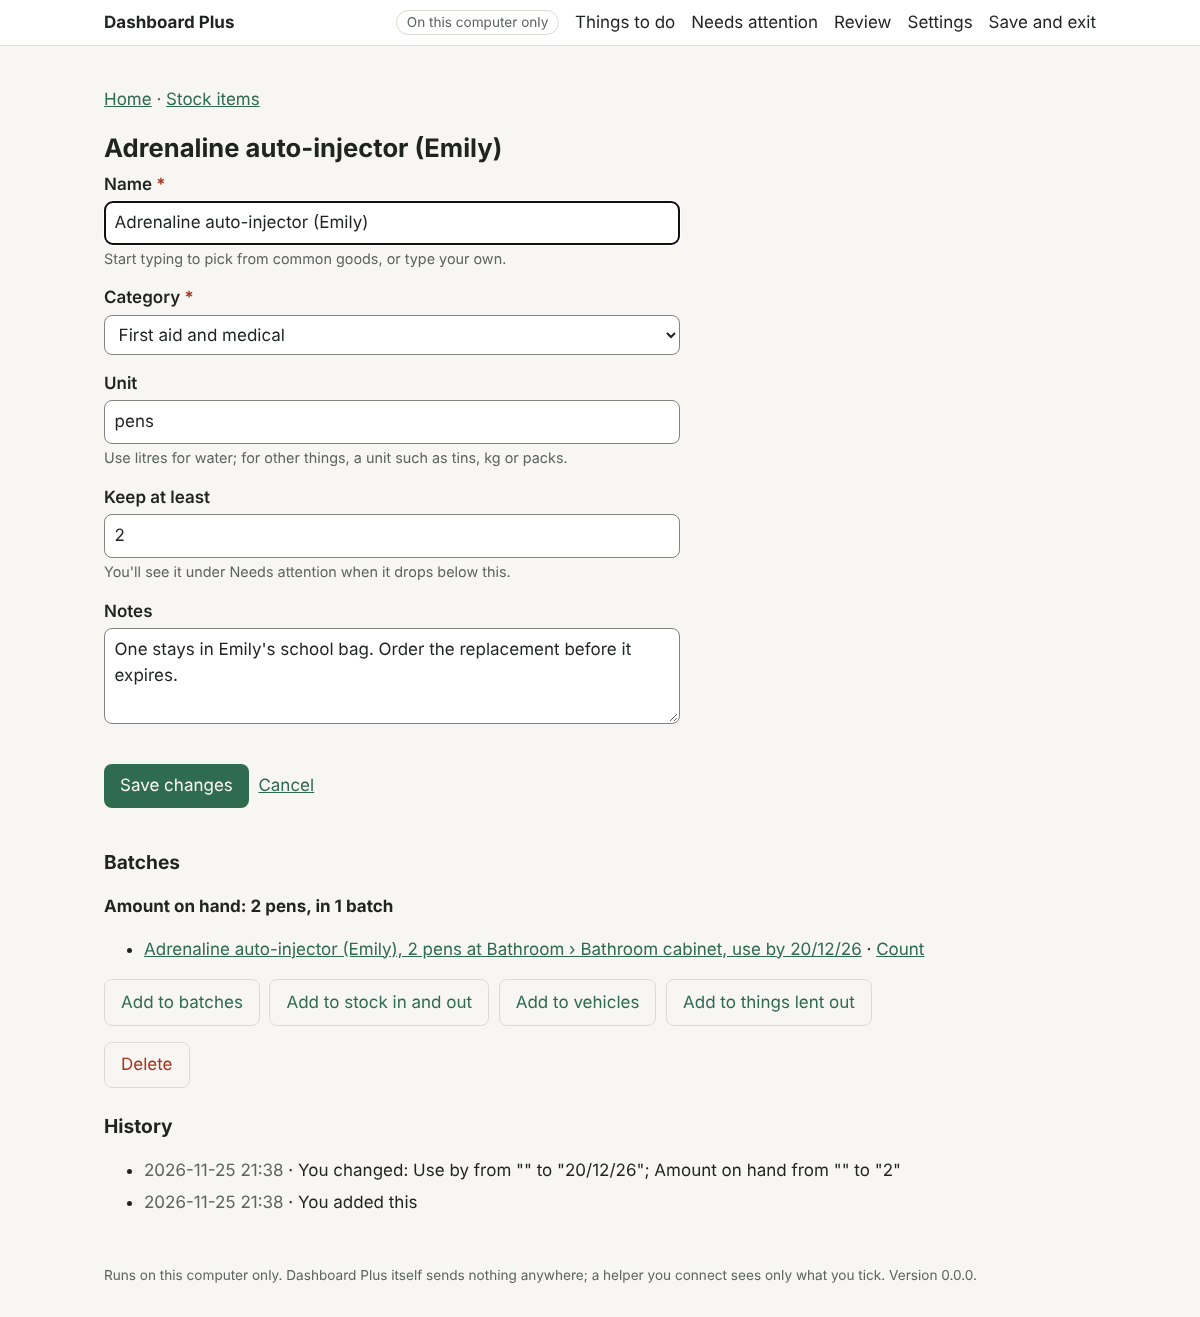 Dashboard Plus
On this computer only Things to do Needs attention Review Settings Save and exit
Home · Stock items
Adrenaline auto-injector (Emily)
Name *
Adrenaline auto-injector (Emily)
Start typing to pick from common goods, or type your own.
Category *
First aid and medical
Unit
pens
Use litres for water; for other things, a unit such as tins, kg or packs.
Keep at least
2
You'll see it under Needs attention when it drops below this.
Notes
One stays in Emily's school bag. Order the replacement before it
expires.
Save changes Cancel
Batches
Amount on hand: 2 pens, in 1 batch
Adrenaline auto-injector (Emily), 2 pens at Bathroom › Bathroom cabinet, use by 20/12/26 · Count
Add to batches Add to stock in and out Add to vehicles Add to things lent out
Delete
History
2026-11-25 21:38 · You changed: Use by from "" to "20/12/26"; Amount on hand from "" to "2"
2026-11-25 21:38 · You added this
Runs on this computer only. Dashboard Plus itself sends nothing anywhere; a helper you connect sees only what you tick. Version 0.0.0.